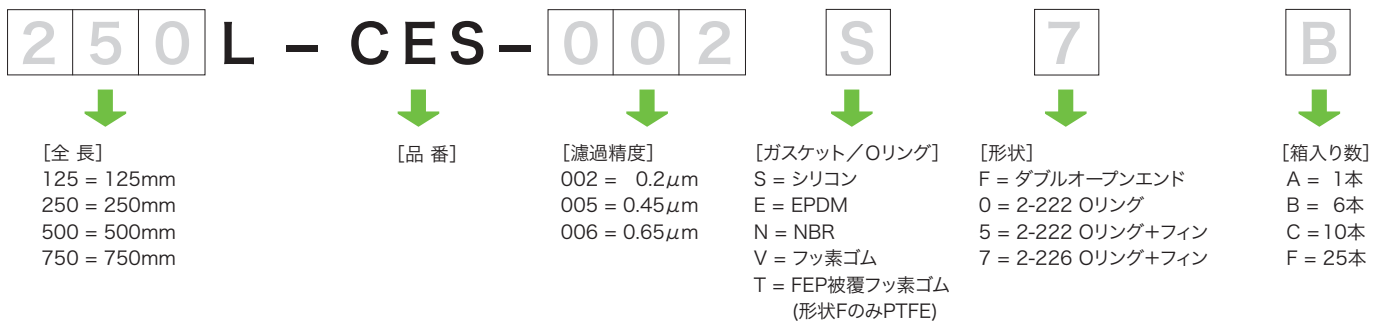 250L－CES－002 S 7 B
[全 長]
125 = 125mm
250 = 250mm
500 = 500mm
750 = 750mm
[品 番]
[濾過精度]
002 = 0.2μm
005 = 0.45μm
006 = 0.65μm
[ガスケット／Oリング]
S = シリコン
E = EPDM
N = NBR
V = フッ素ゴム
T = FEP被覆フッ素ゴム
(形状FのみPTFE)
[形状]
F = ダブルオープンエンド
0 = 2-222 Oリング
5 = 2-222 Oリング+フィン
7 = 2-226 Oリング+フィン
[箱入り数]
A = 1本
B = 6本
C =10本
F = 25本